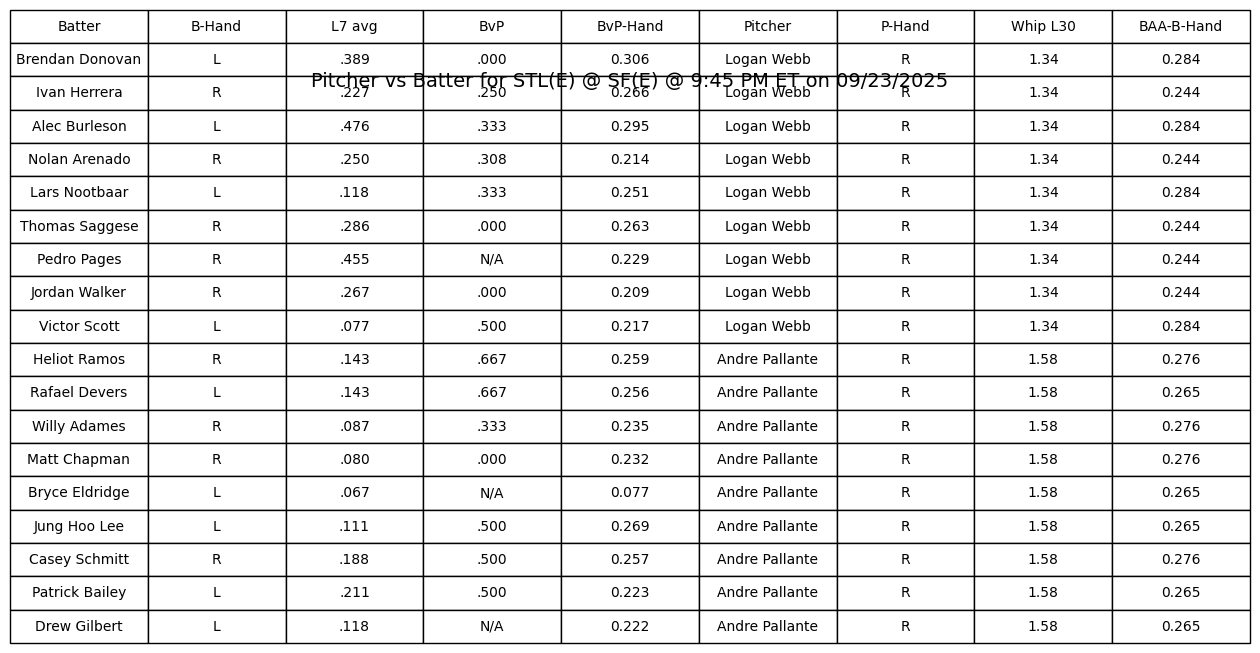 Batter B-Hand L7 avg BvP BvP-Hand Pitcher P-Hand Whip L30 BAA-B-Hand
Brendan Donovan L .389 .000 0.306 Logan Webb R 1.34 0.284
Pitcher vs Batter for STL(E) @ SF(E) @ 9:45 PM ET on 09/23/2025
Ivan Herrera R .227 .250 0.266 Logan Webb R 1.34 0.244
Alec Burleson L .476 .333 0.295 Logan Webb R 1.34 0.284
Nolan Arenado R .250 .308 0.214 Logan Webb R 1.34 0.244
Lars Nootbaar L .118 .333 0.251 Logan Webb R 1.34 0.284
Thomas Saggese R .286 .000 0.263 Logan Webb R 1.34 0.244
Pedro Pages R .455 N/A 0.229 Logan Webb R 1.34 0.244
Jordan Walker R .267 .000 0.209 Logan Webb R 1.34 0.244
Victor Scott L .077 .500 0.217 Logan Webb R 1.34 0.284
Heliot Ramos R .143 .667 0.259 Andre Pallante R 1.58 0.276
Rafael Devers L .143 .667 0.256 Andre Pallante R 1.58 0.265
Willy Adames R .087 .333 0.235 Andre Pallante R 1.58 0.276
Matt Chapman R .080 .000 0.232 Andre Pallante R 1.58 0.276
Bryce Eldridge L .067 N/A 0.077 Andre Pallante R 1.58 0.265
Jung Hoo Lee L .111 .500 0.269 Andre Pallante R 1.58 0.265
Casey Schmitt R .188 .500 0.257 Andre Pallante R 1.58 0.276
Patrick Bailey L .211 .500 0.223 Andre Pallante R 1.58 0.265
Drew Gilbert L .118 N/A 0.222 Andre Pallante R 1.58 0.265